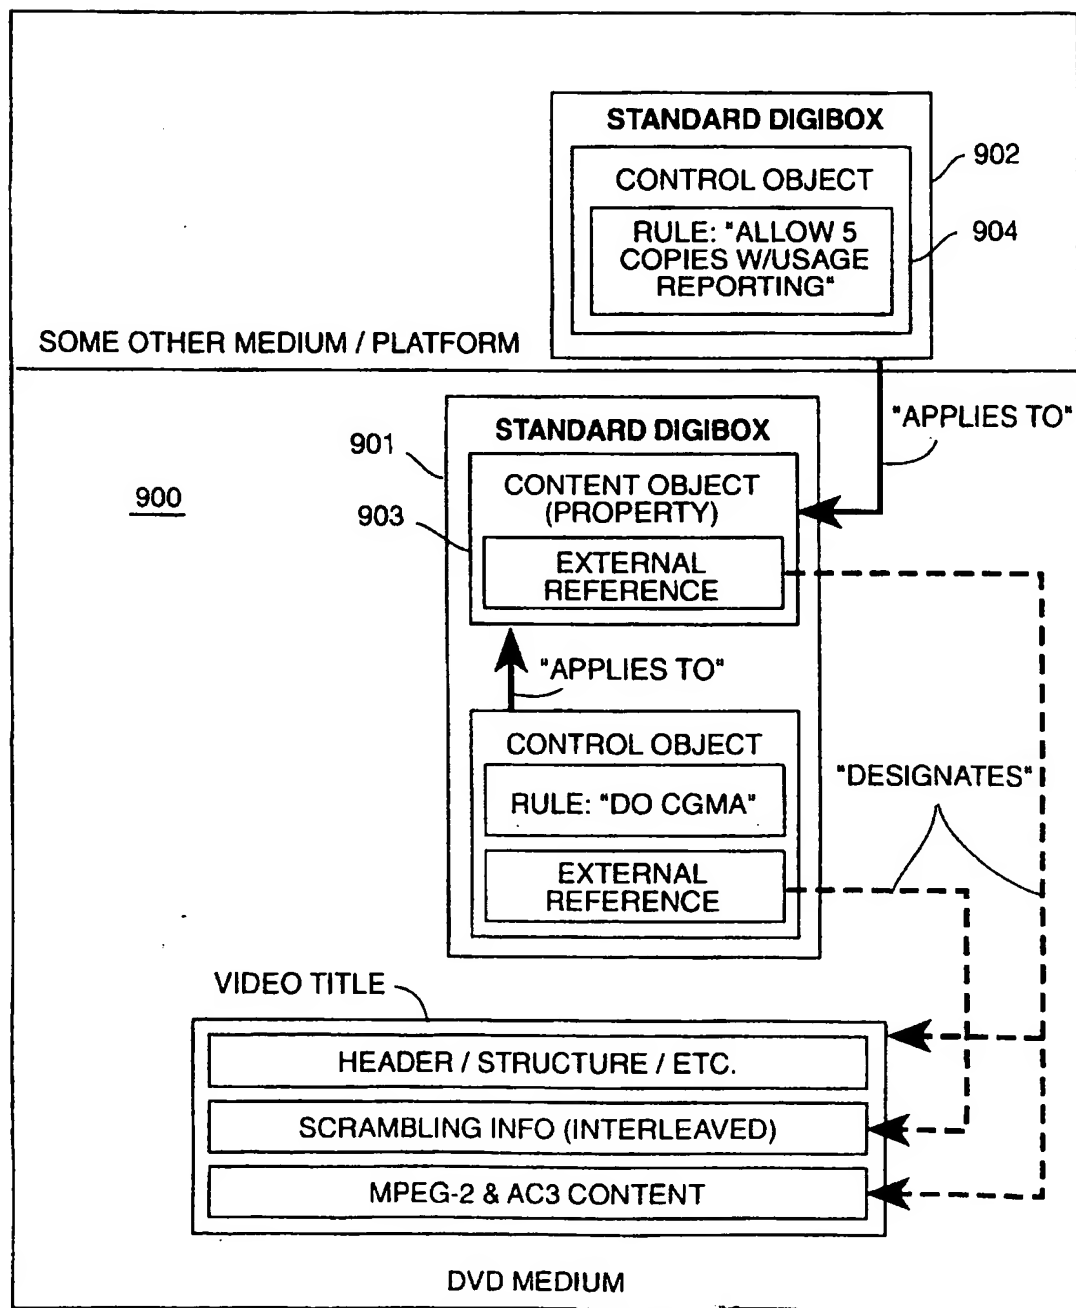 STANDARD DIGIBOX
902
CONTROL OBJECT
RULE: "ALLOW 5
COPIES W/USAGE
REPORTING"
904
SOME OTHER MEDIUM / PLATFORM
"APPLIES TO"
STANDARD DIGIBOX
901
900
CONTENT OBJECT
(PROPERTY)
903
EXTERNAL
REFERENCE
"APPLIES TO"
CONTROL OBJECT
"DESIGNATES"
RULE: "DO CGMA"
EXTERNAL
REFERENCE
VIDEO TITLE
HEADER / STRUCTURE / ETC.
SCRAMBLING INFO (INTERLEAVED)
MPEG-2 & AC3 CONTENT
DVD MEDIUM